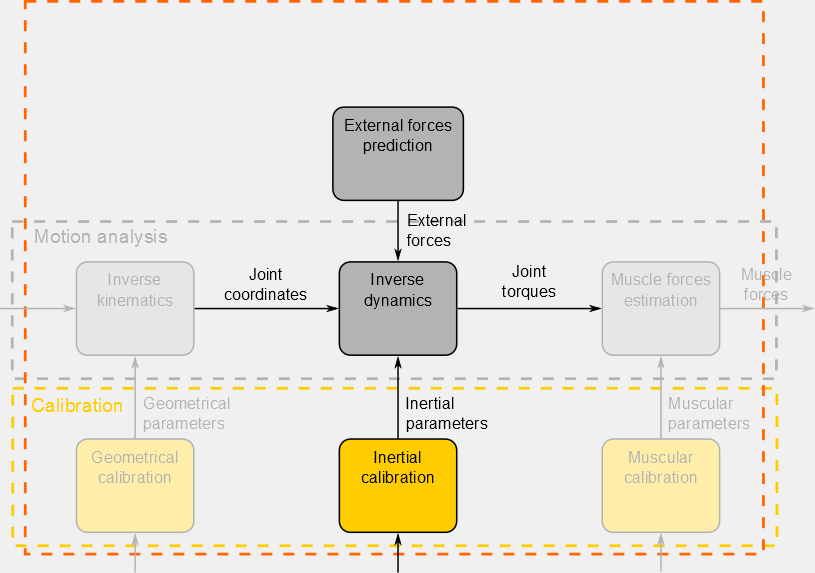 External forces
prediction
External
forces
Motion analysis
Inverse
kinematics
Joint
coordinates
Inverse
dynamics
Joint
torques
Muscle forces
estimation
Muscle
forces
Calibration
Geometrical
parameters
Inertial
parameters
Muscular
parameters
Geometrical
calibration
Inertial
calibration
Muscular
calibration